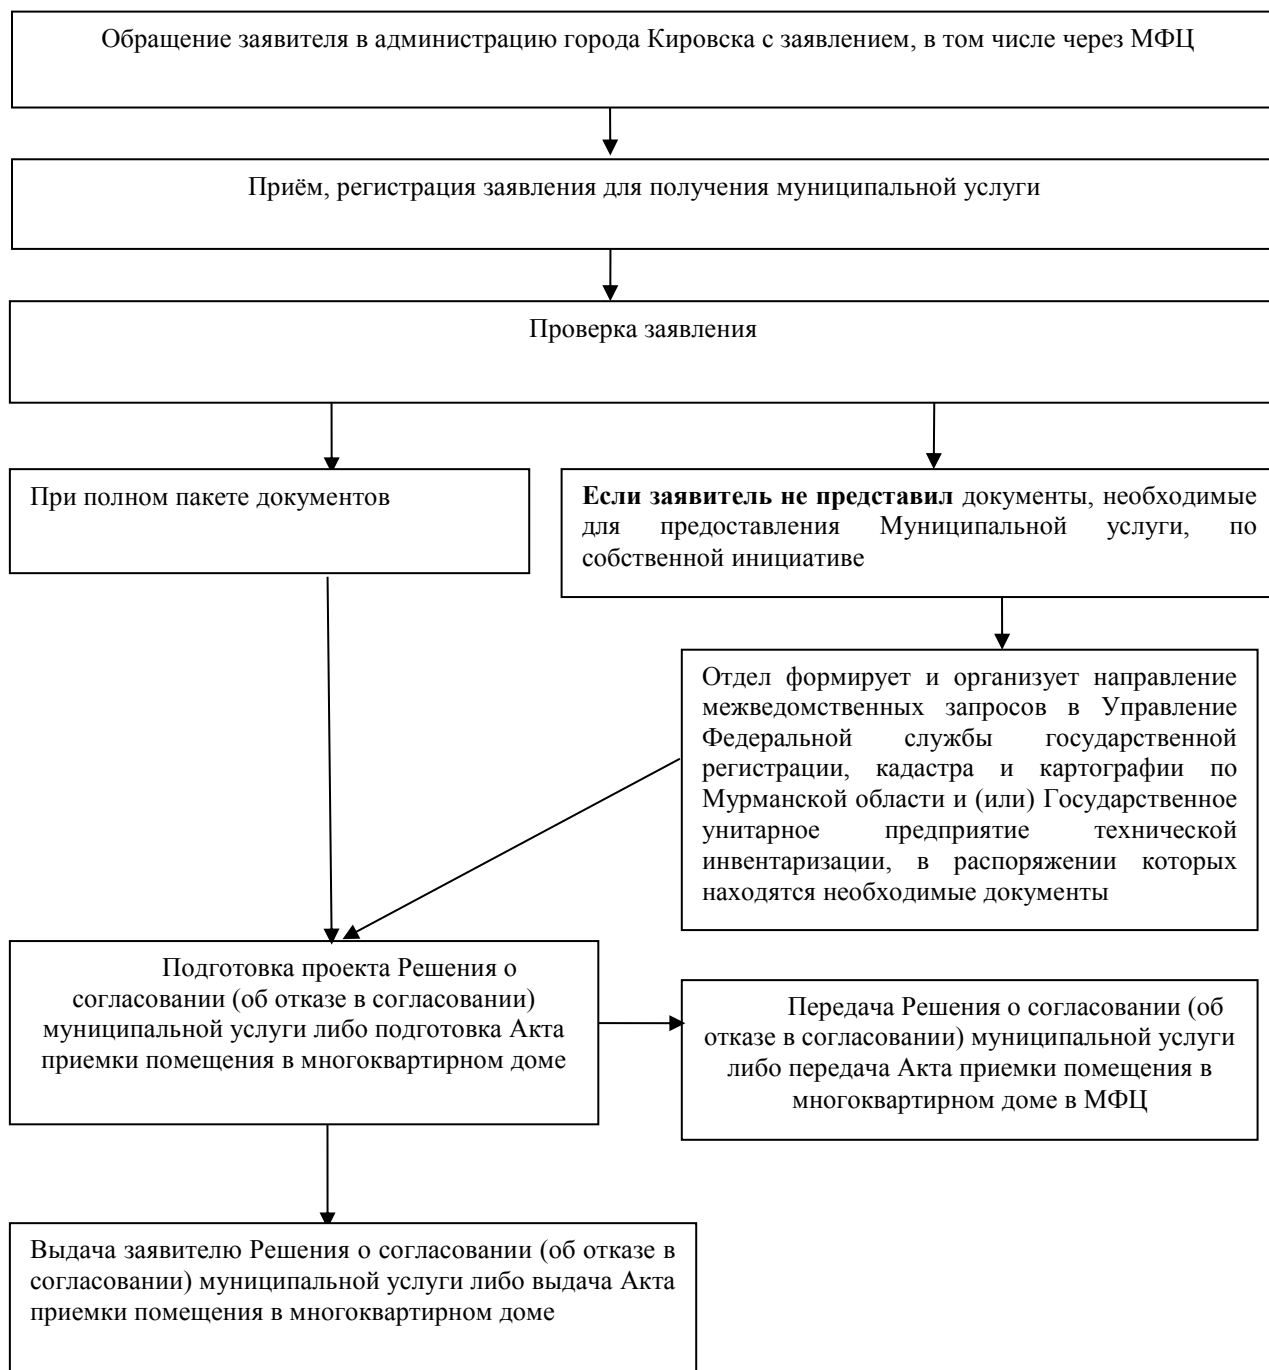 Обращение заявителя в администрацию города Кировска с заявлением, в том числе через МФЦ
Приём, регистрация заявления для получения муниципальной услуги
Проверка заявления
При полном пакете документов
Если заявитель не представил документы, необходимые
для предоставления Муниципальной услуги, по
собственной инициативе
Отдел формирует и организует направление
межведомственных запросов в Управление
Федеральной службы государственной
регистрации, кадастра и картографии по
Мурманской области и (или) Государственное
унитарное предприятие технической
инвентаризации, в распоряжении которых
находятся необходимые документы
Подготовка проекта Решения о
согласовании (об отказе в согласовании)
муниципальной услуги либо подготовка Акта
приемки помещения в многоквартирном доме
Передача Решения о согласовании (об
отказе в согласовании) муниципальной услуги
либо передача Акта приемки помещения в
многоквартирном доме в МФЦ
Выдача заявителю Решения о согласовании (об отказе в
согласовании) муниципальной услуги либо выдача Акта
приемки помещения в многоквартирном доме